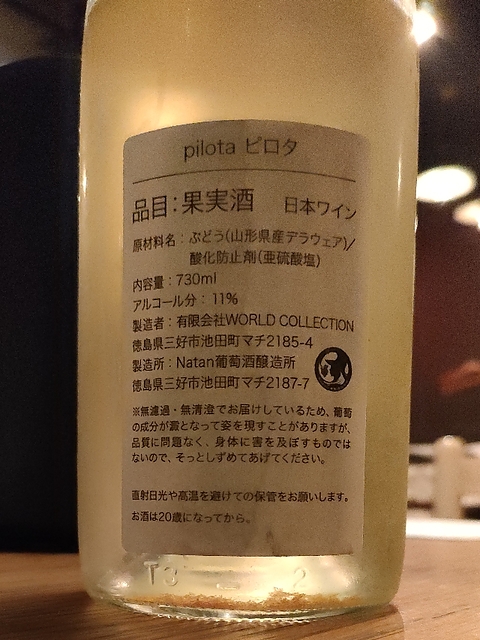 pilota ピロタ
品目：果実酒 日本ワイン
原材料名：ぶどう(山形県産デラウェア)/
酸化防止剤(亜硫酸塩)
内容量：730ml
アルコール分：11%
製造者：有限会社WORLD COLLECTION
徳島県三好市池田町マチ2185-4
製造所：Natan葡萄酒醸造所
徳島県三好市池田町マチ2187-7
※無濾過・無清澄でお届けしているため、葡萄
の成分が澱となって姿を現すことがありますが、
品質に問題なく、身体に害を及ぼすものでは
ないので、そっとしずめてあげてください。
直射日光や高温を避けての保管をお願いします。
お酒は20歳になってから。
T3 2